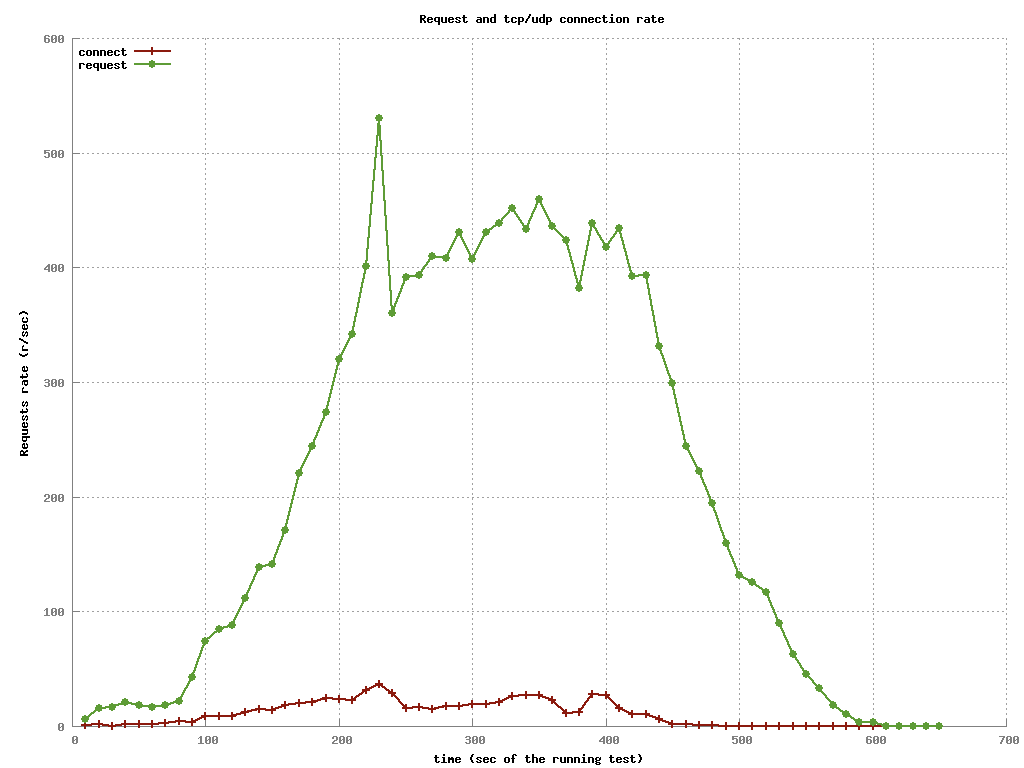 Request and tcp/udp connection rate
600
connect
request
500
400
300
200
100
0
Requests rate (r/sec)
0 100 200 300 400 500 600 700
time (sec of the running test)